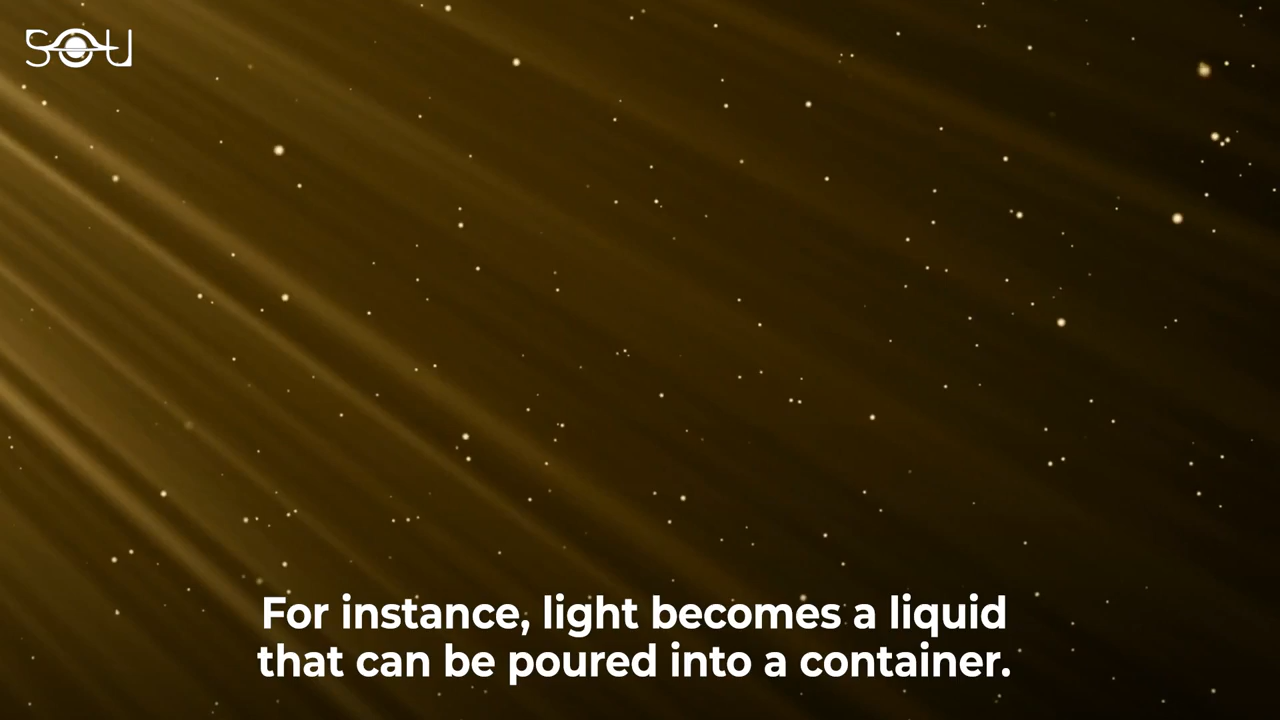 SOU
For instance, light becomes a liquid
that can be poured into a container.